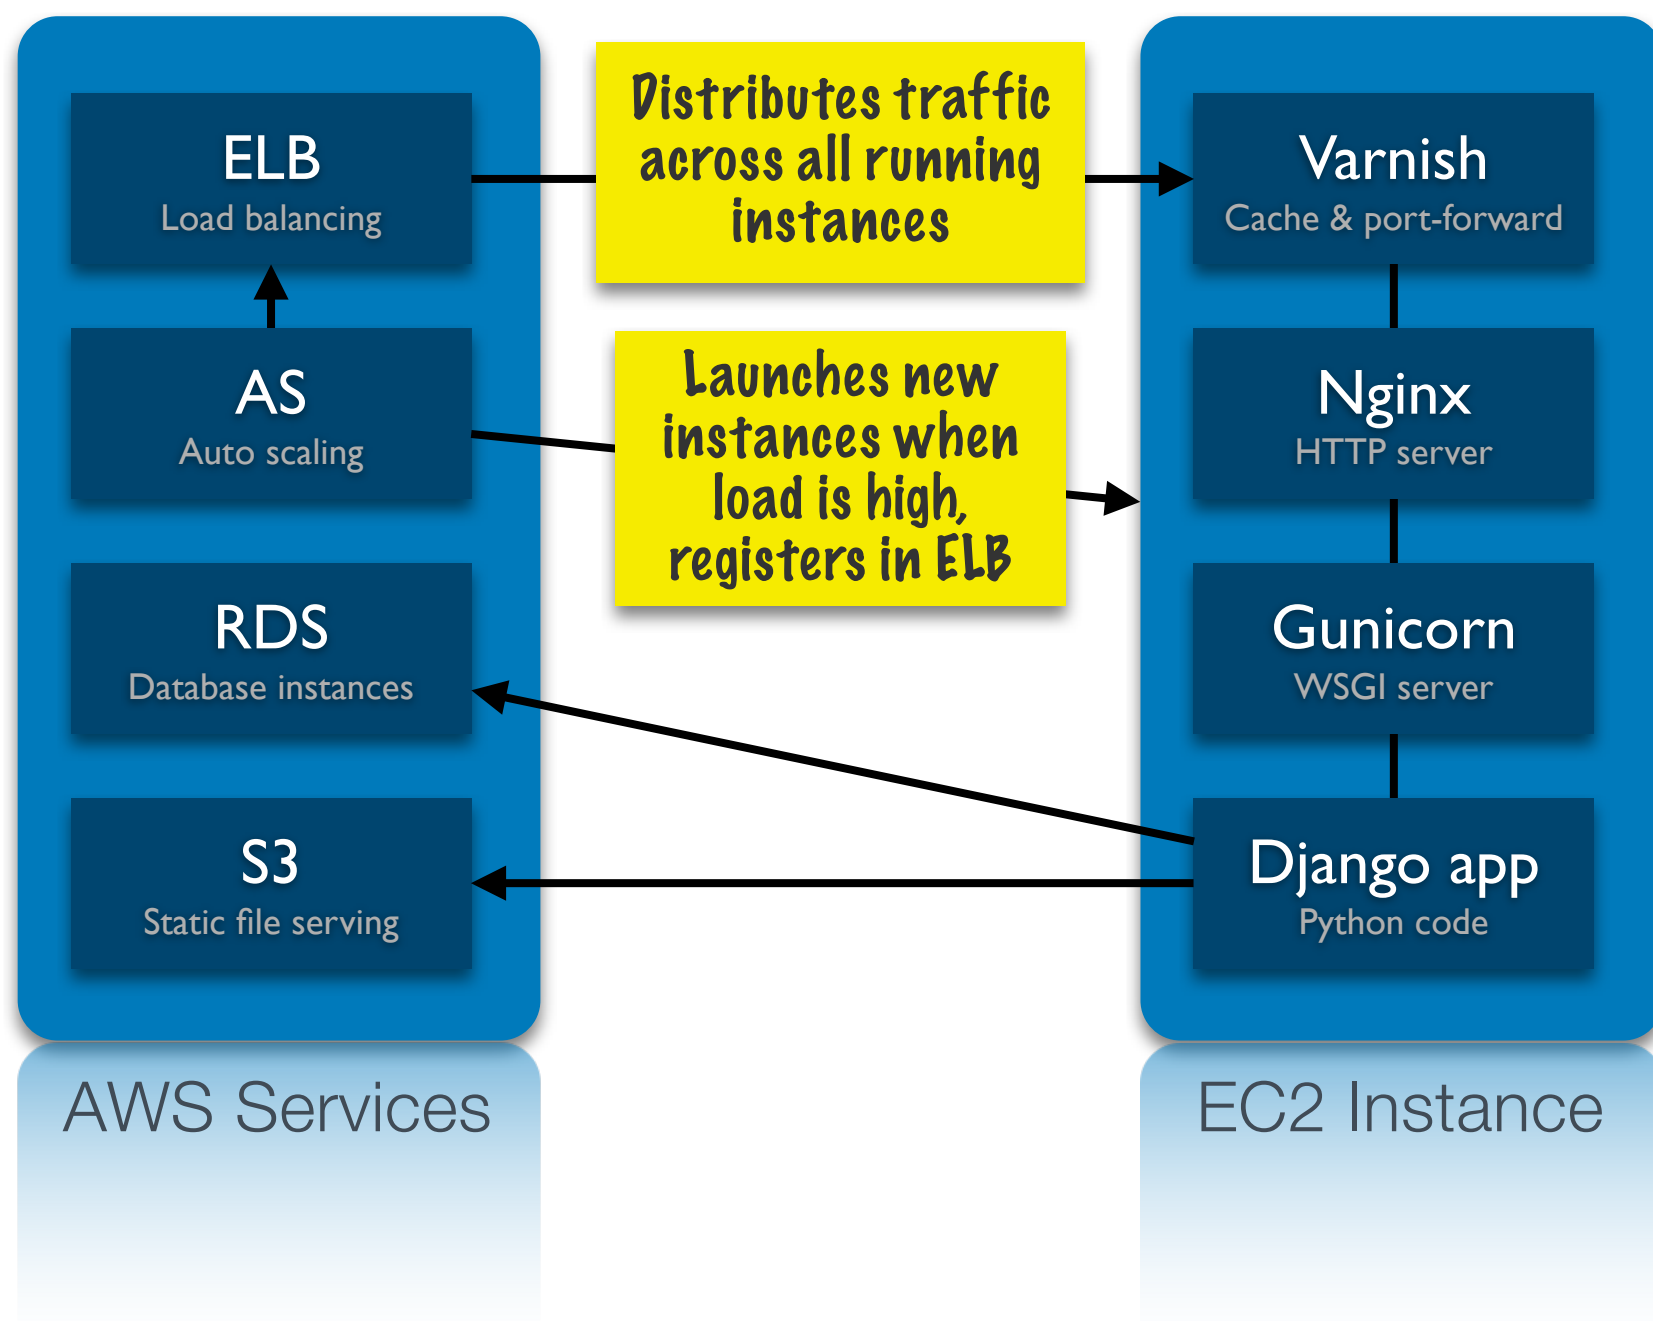 ELB
Load balancing
AS
Auto scaling
RDS
Database instances
S3
Static file serving
AWS Services
Distributes traffic
across all running
instances
Launches new
instances when
load is high,
registers in ELB
Varnish
Cache & port-forward
Nginx
HTTP server
Gunicorn
WSGI server
Django app
Python code
EC2 Instance